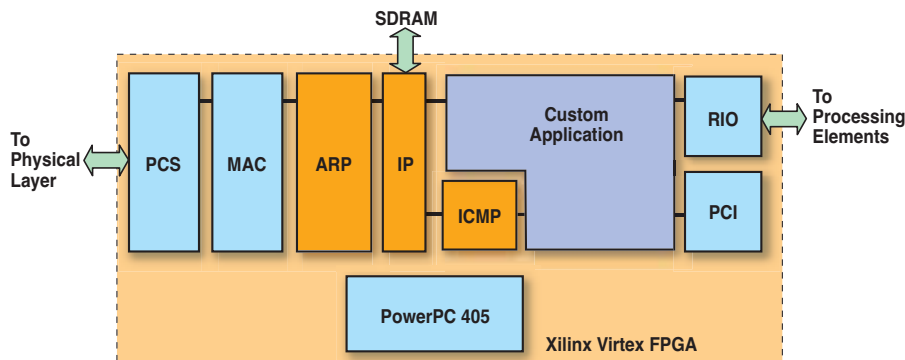 SDRAM
To
Physical
Layer
PCS
MAC
ARP
IP
ICMP
Custom
Application
RIO
PCI
To
Processing
Elements
PowerPC 405
Xilinx Virtex FPGA